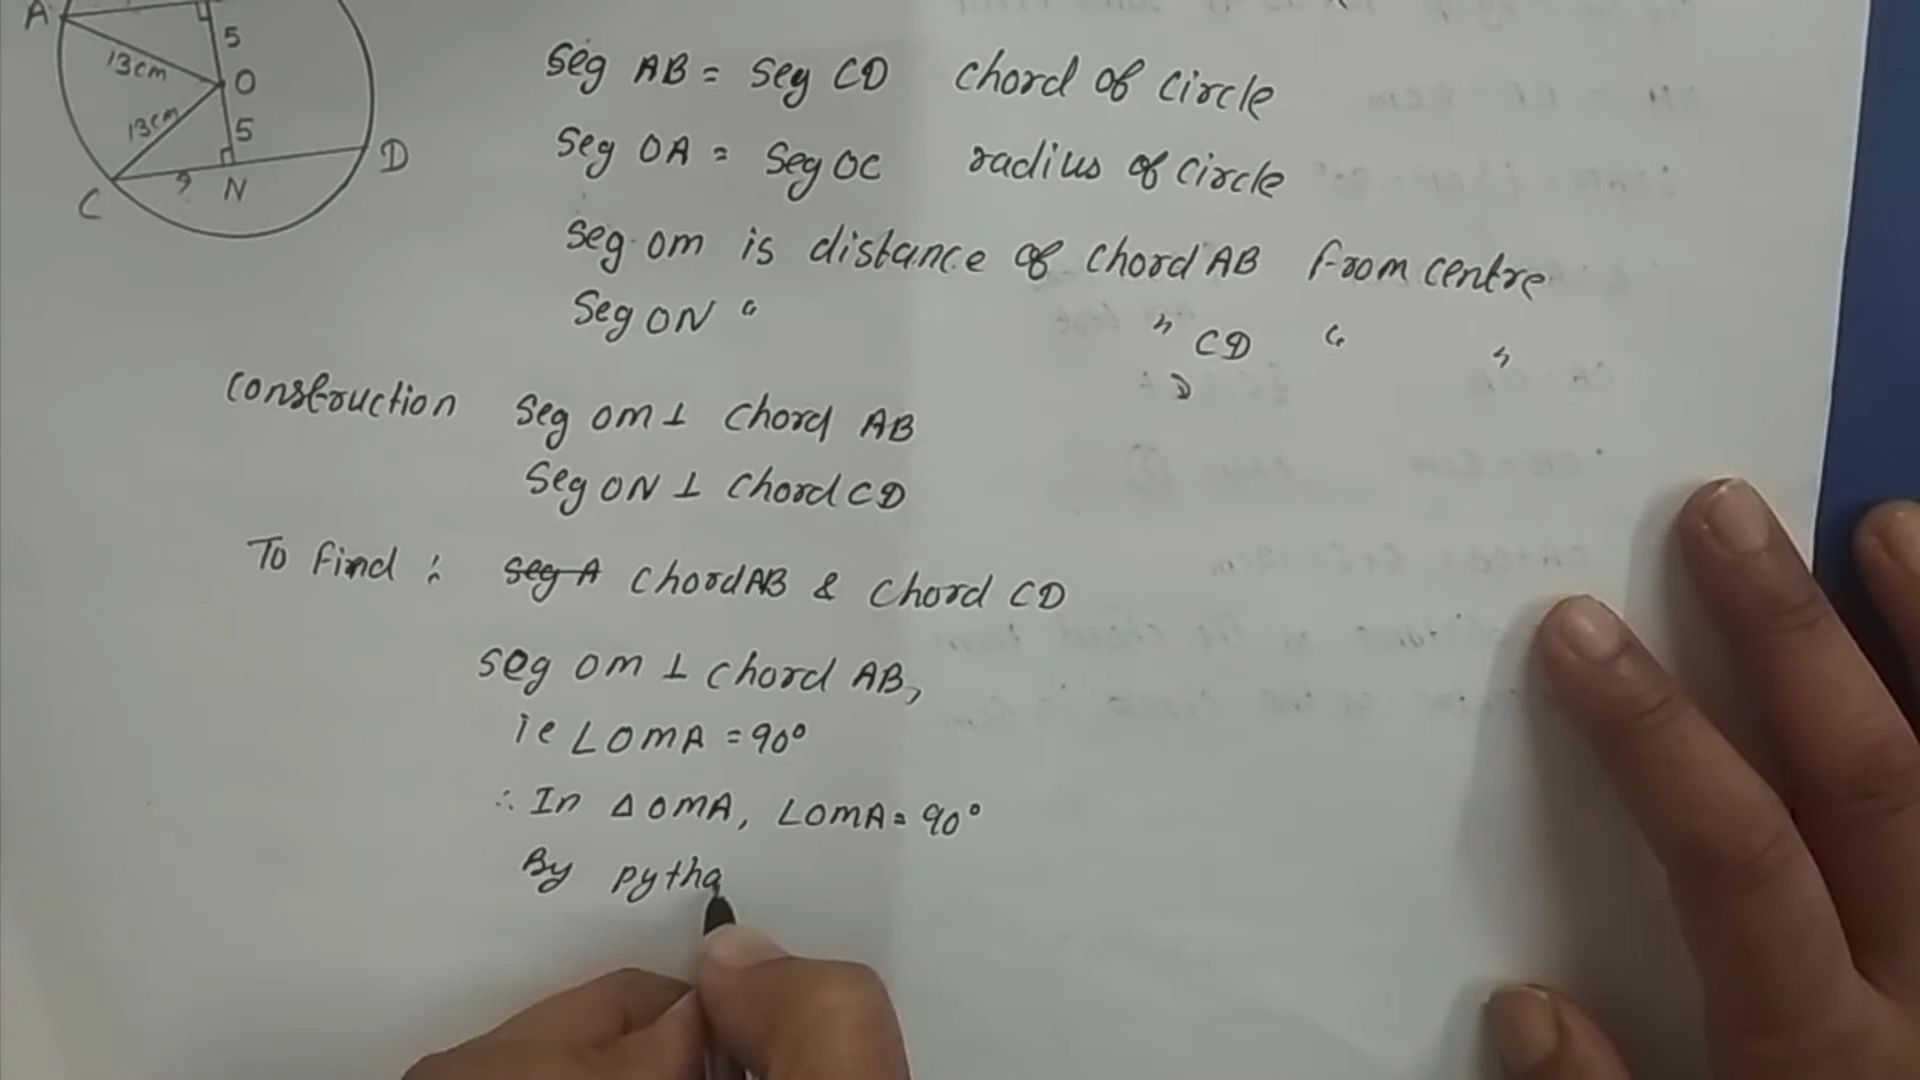 A
5
13cm
O
13cm
5
D
C
N
?
seg AB = seg CD chord of circle
seg OA = seg OC radius of circle
seg om is distance of chord AB from centre
seg ON " " CD " "
D
construction seg om ⊥ chord AB
seg ON ⊥ chord CD
To find : seg A chord AB & chord CD
seg om ⊥ chord AB,
ie ∠OMA = 90°
∴ In △OMA, ∠OMA = 90°
By pytha